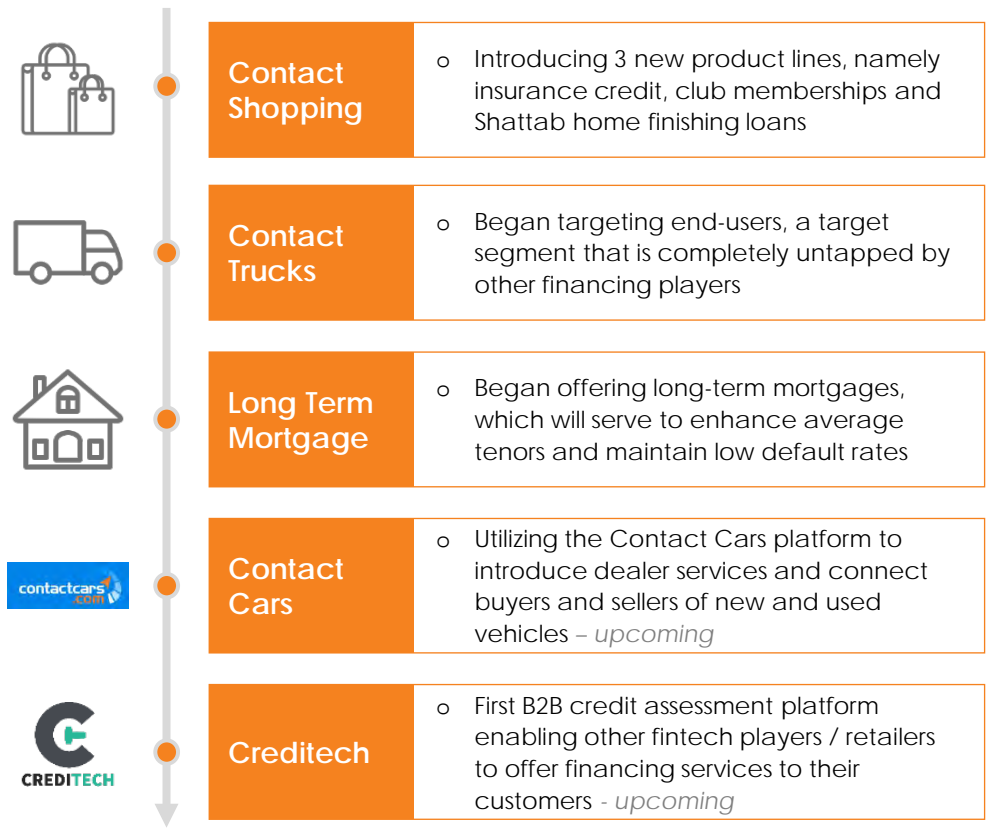 Contact
Shopping
o Introducing 3 new product lines, namely
insurance credit, club memberships and
Shattab home finishing loans
Contact
Trucks
o Began targeting end-users, a target
segment that is completely untapped by
other financing players
Long Term
Mortgage
o Began offering long-term mortgages,
which will serve to enhance average
tenors and maintain low default rates
contactcars
.com
Contact
Cars
o Utilizing the Contact Cars platform to
introduce dealer services and connect
buyers and sellers of new and used
vehicles – upcoming
CREDITECH
Creditech
o First B2B credit assessment platform
enabling other fintech players / retailers
to offer financing services to their
customers - upcoming